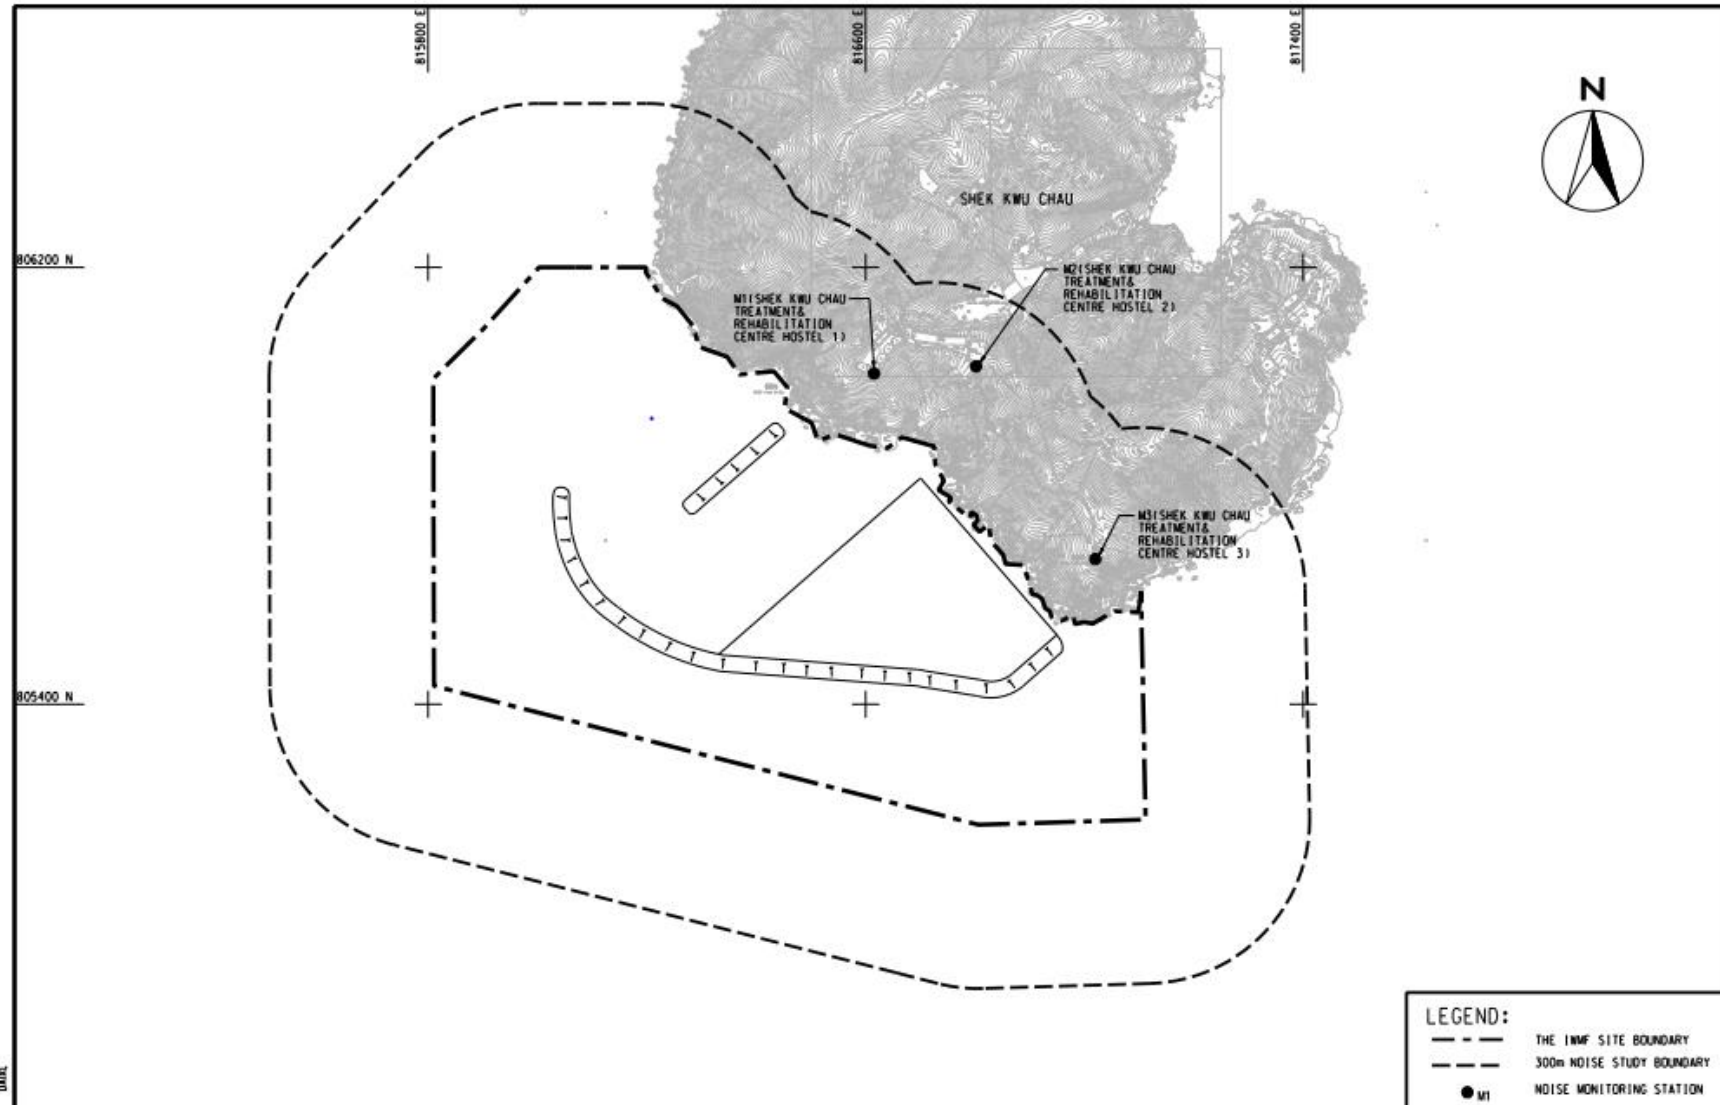 815800 E
816600 E
817400 E
N
SHEK KWU CHAU
806200 N
M1(SHEK KWU CHAU
TREATMENT&
REHABILITATION
CENTRE HOSTEL 1)
M2(SHEK KWU CHAU
TREATMENT&
REHABILITATION
CENTRE HOSTEL 2)
M3(SHEK KWU CHAU
TREATMENT&
REHABILITATION
CENTRE HOSTEL 3)
805400 N
LEGEND:
THE IWMF SITE BOUNDARY
300m NOISE STUDY BOUNDARY
M1 NOISE MONITORING STATION